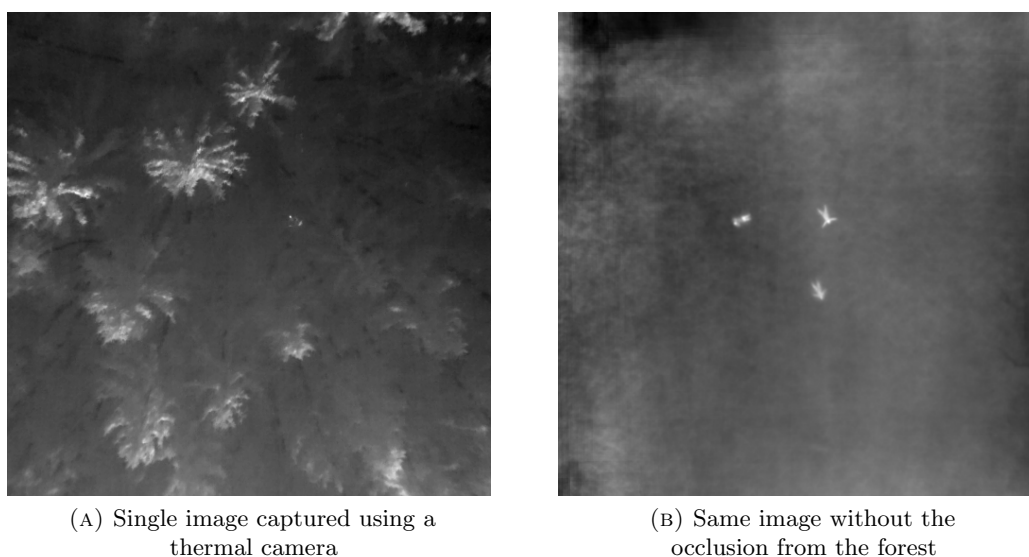 (A) Single image captured using a
thermal camera
(B) Same image without the
occlusion from the forest